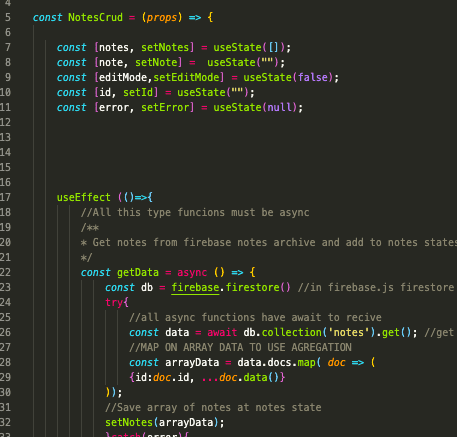 4
5 const NotesCrud = (props) => {
6
7 const [notes, setNotes] = useState([]);
8 const [note, setNote] =  useState("");
9 const [editMode,setEditMode] = useState(false);
10 const [id, setId] = useState("");
11 const [error, setError] = useState(null);
12
13
14
15
16
17 useEffect (()=>{
18 //All this type funcions must be async
19 /**
20 * Get notes from firebase notes archive and add to notes states
21 */
22 const getData = async () => {
23 const db = firebase.firestore() //in firebase.js firestore
24 try{
25 //all async functions have await to recive
26 const data = await db.collection('notes').get(); //get
27 //MAP ON ARRAY DATA TO USE AGREGATION
28 const arrayData = data.docs.map( doc => (
29 {id:doc.id, ...doc.data()}
30 ));
31 //Save array of notes at notes state
32 setNotes(arrayData);
33 }catch(error){